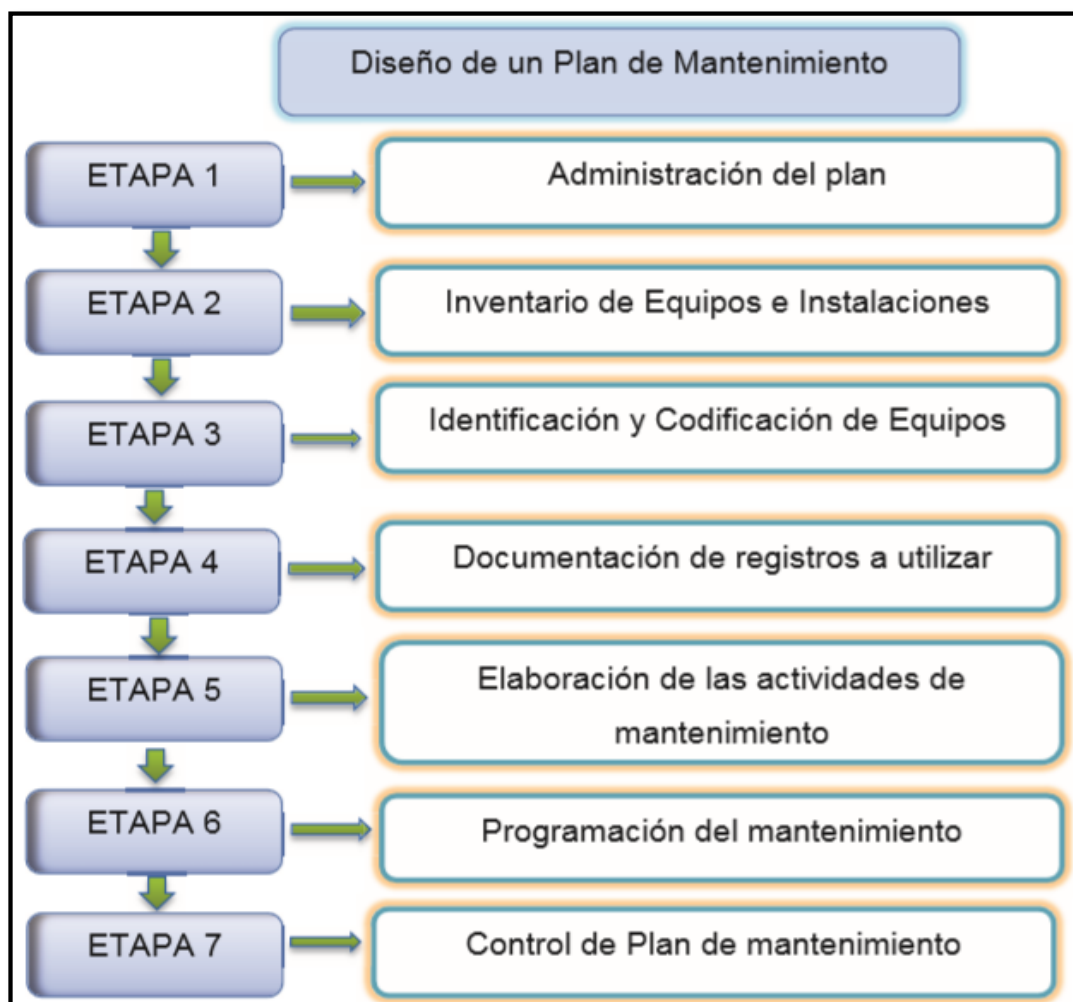 Diseño de un Plan de Mantenimiento
ETAPA 1
Administración del plan
ETAPA 2
Inventario de Equipos e Instalaciones
ETAPA 3
Identificación y Codificación de Equipos
ETAPA 4
Documentación de registros a utilizar
ETAPA 5
Elaboración de las actividades de
mantenimiento
ETAPA 6
Programación del mantenimiento
ETAPA 7
Control de Plan de mantenimiento